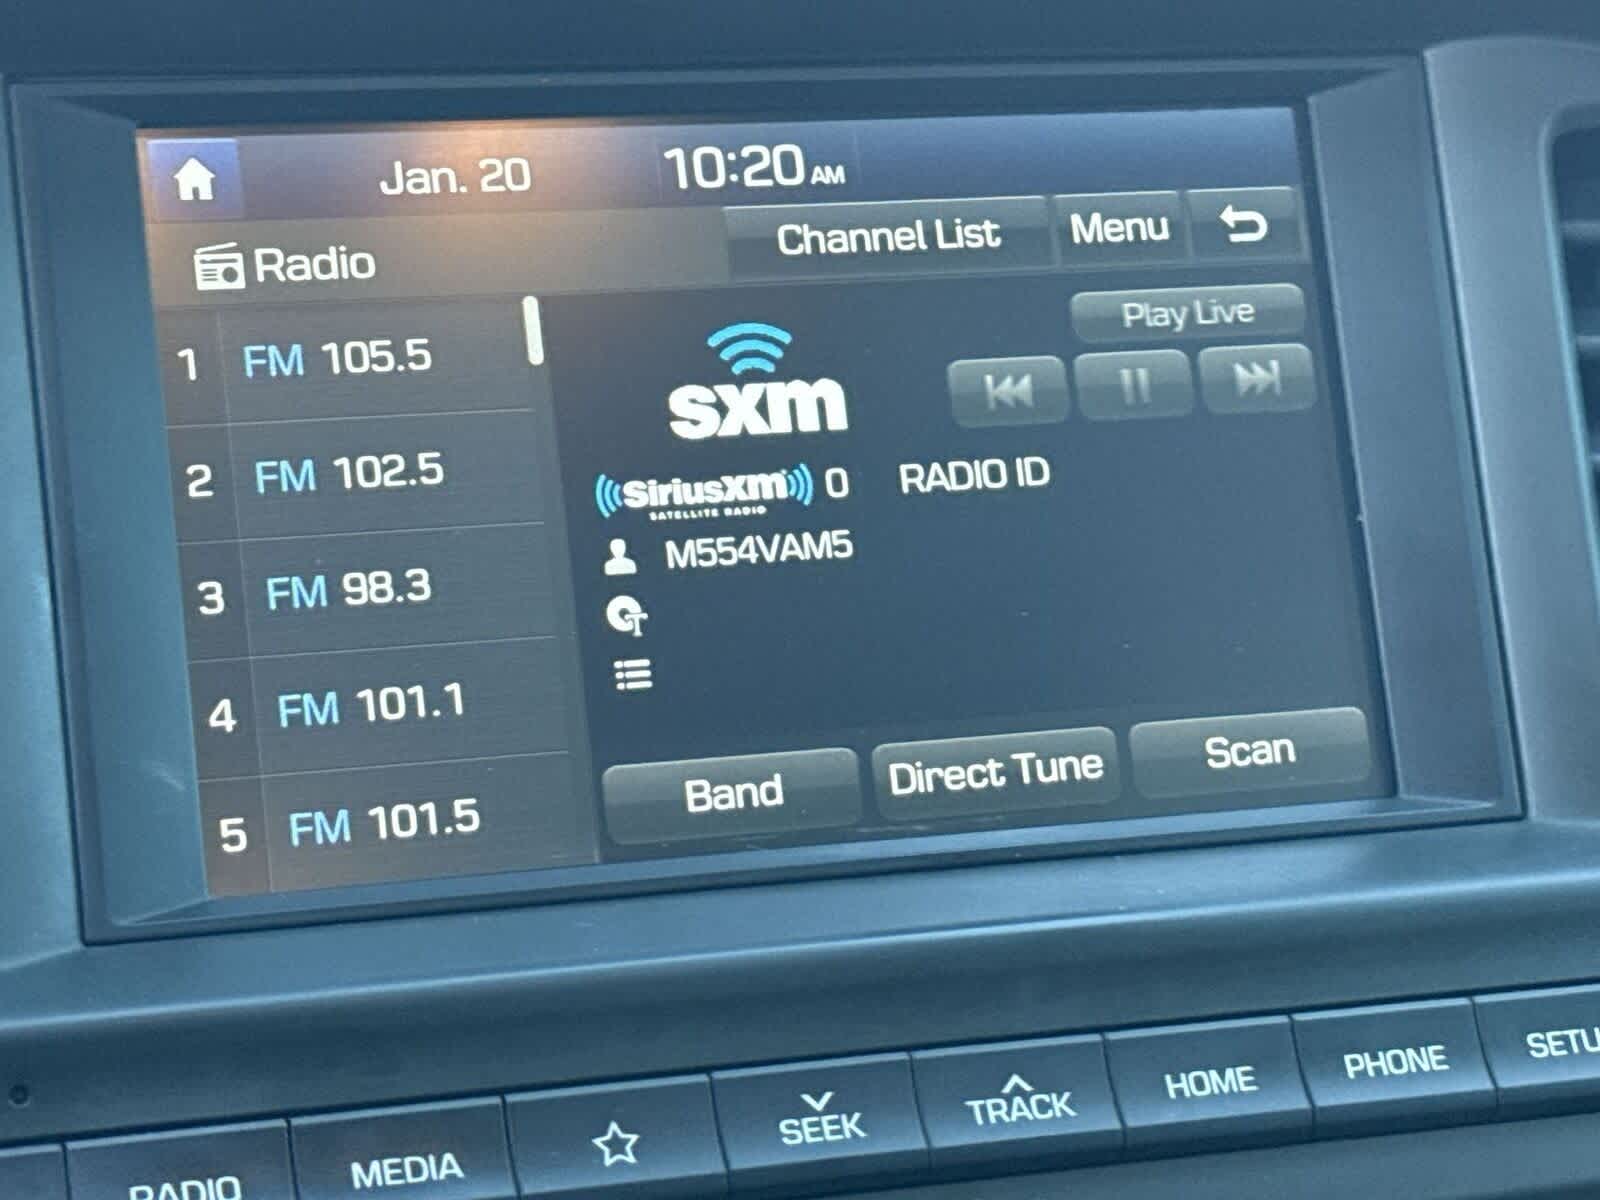 Jan. 20 10:20 AM
Radio Channel List Menu
1 FM 105.5
2 FM 102.5
3 FM 98.3
4 FM 101.1
5 FM 101.5
Play Live
sxm
SiriusXM 0 RADIO ID
SATELLITE RADIO
M554VAM5
Band Direct Tune Scan
RADIO MEDIA SEEK TRACK HOME PHONE SETU